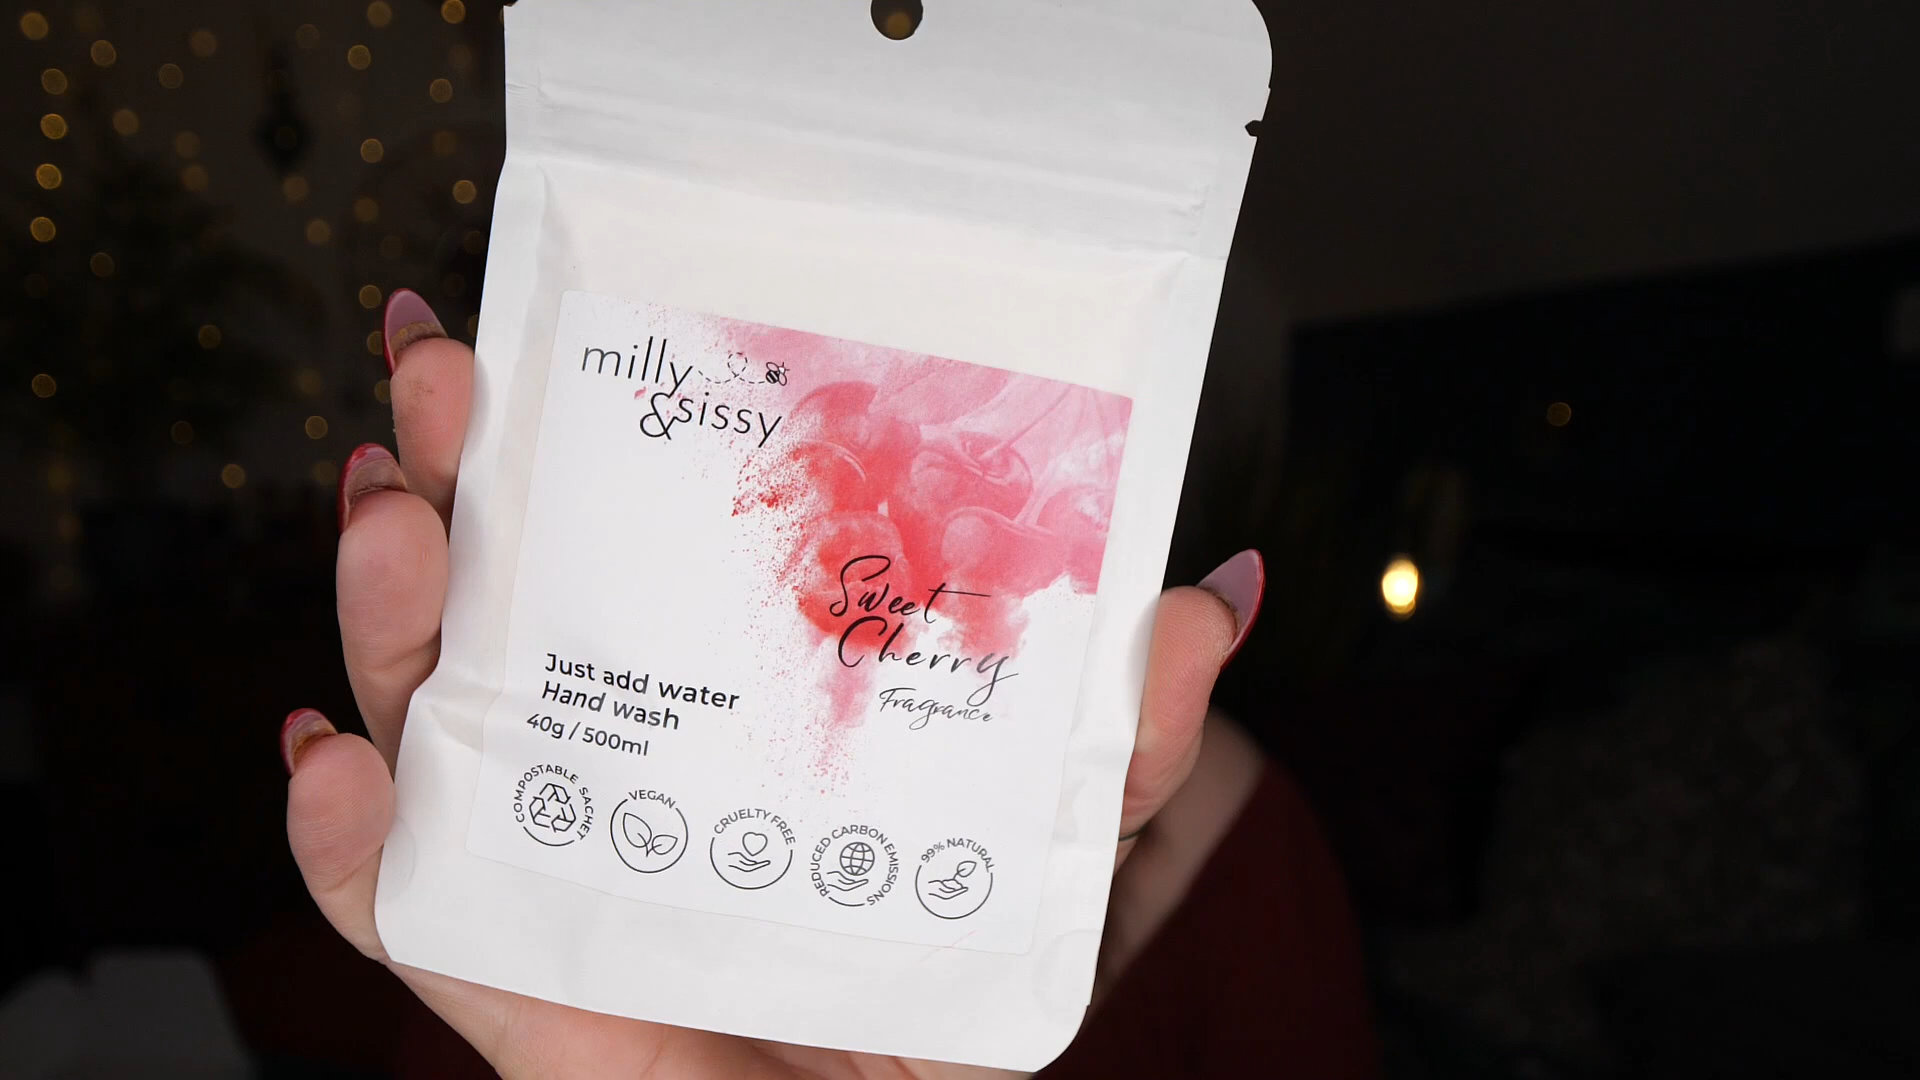 milly
&sissy
Sweet
Cherry
Fragrance
Just add water
Hand wash
40g / 500ml
COMPOSTABLE SACHET
VEGAN
CRUELTY FREE
REDUCED CARBON EMISSIONS
99% NATURAL